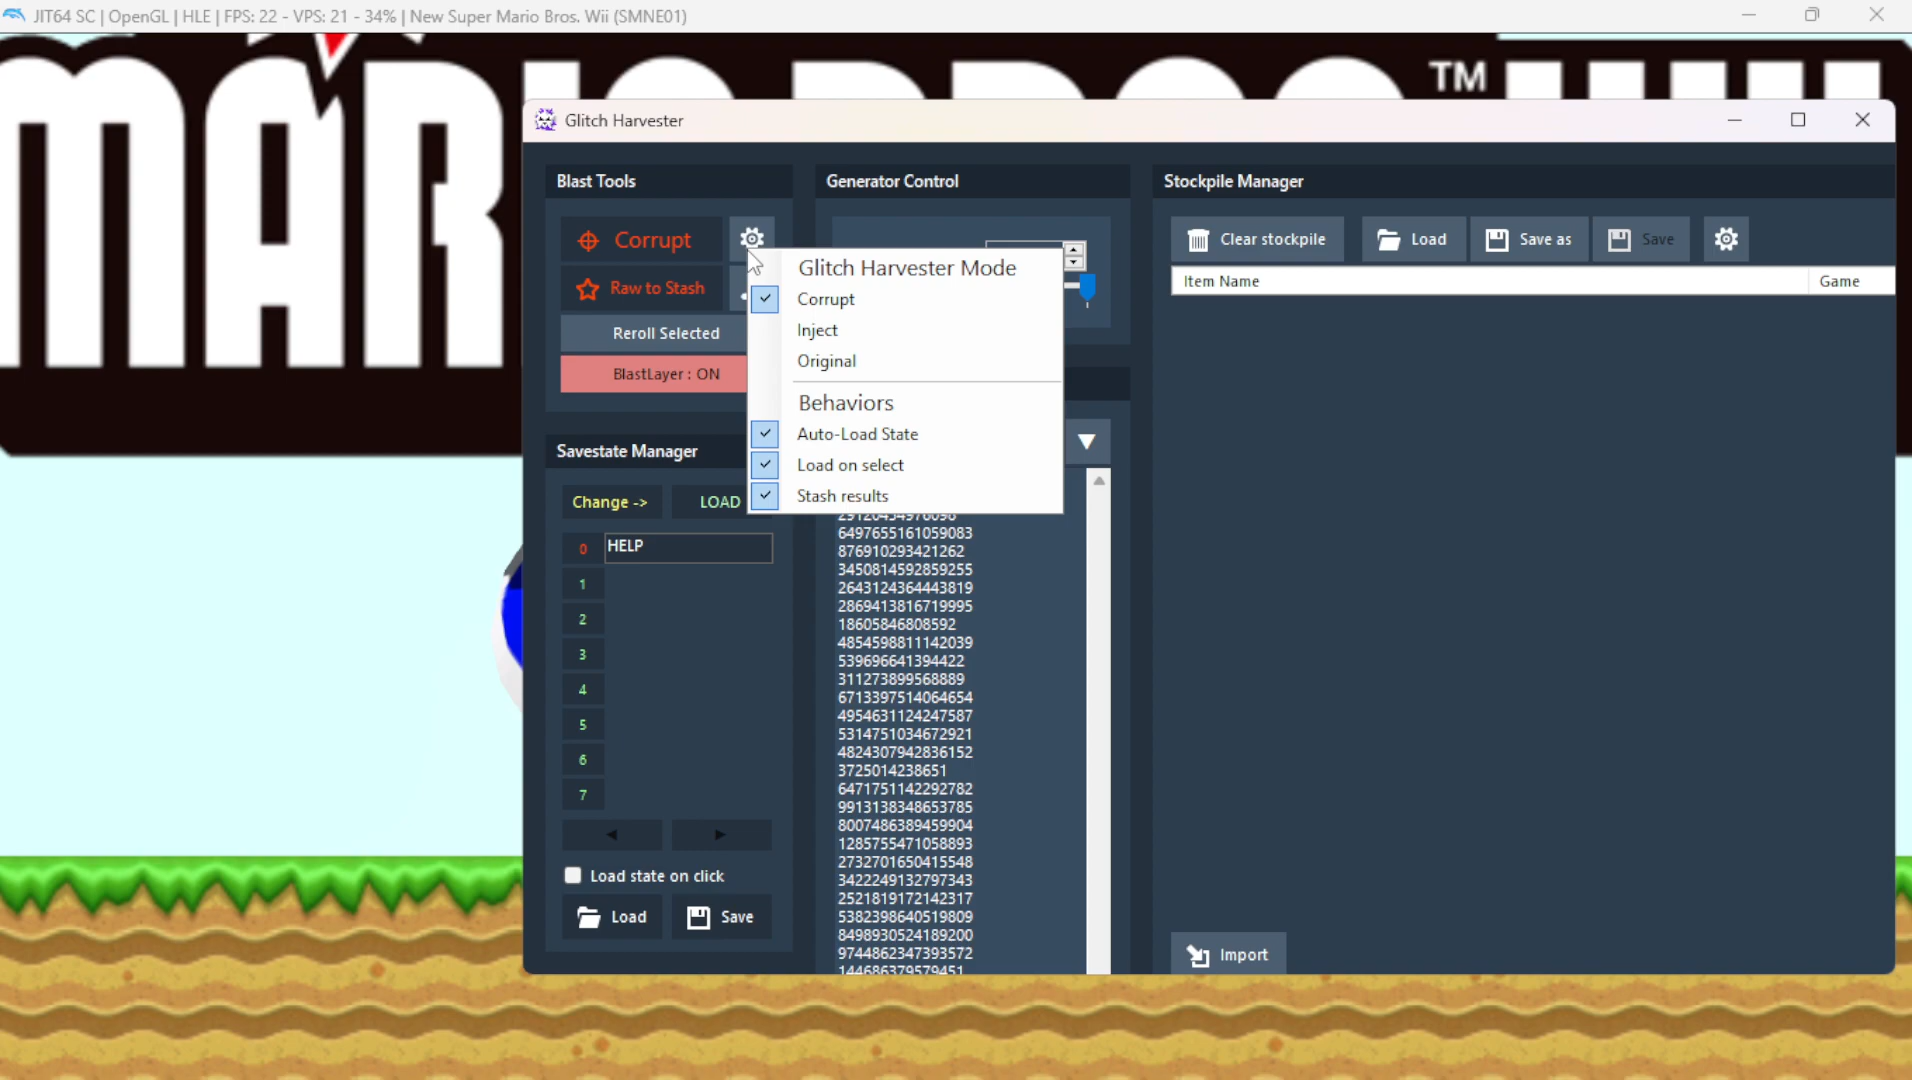 JIT64 SC | OpenGL | HLE | FPS: 22 - VPS: 21 - 34% | New Super Mario Bros. Wii (SMNE01)
TM
Glitch Harvester
Blast Tools
Corrupt
Raw to Stash
Reroll Selected
BlastLayer : ON
Glitch Harvester Mode
Corrupt
Inject
Original
Behaviors
Auto-Load State
Load on select
Stash results
Savestate Manager
Change ->
LOAD
0
HELP
1
2
3
4
5
6
7
Load state on click
Load
Save
Generator Control
6497655161059083
876910293421262
3450814592859255
2643124364443819
2869413816719995
18605846808592
4854598811142039
539696641394422
311273899568889
6713397514064654
4954631124247587
5314751034672921
4824307942836152
3725014238651
6471751142292782
9913138348653785
8007486389459904
1285755471058893
2732701650415548
3422249132797343
2521819172142317
5382398640519809
8498930524189200
9744862347393572
Stockpile Manager
Clear stockpile
Load
Save as
Save
Item Name
Game
Import